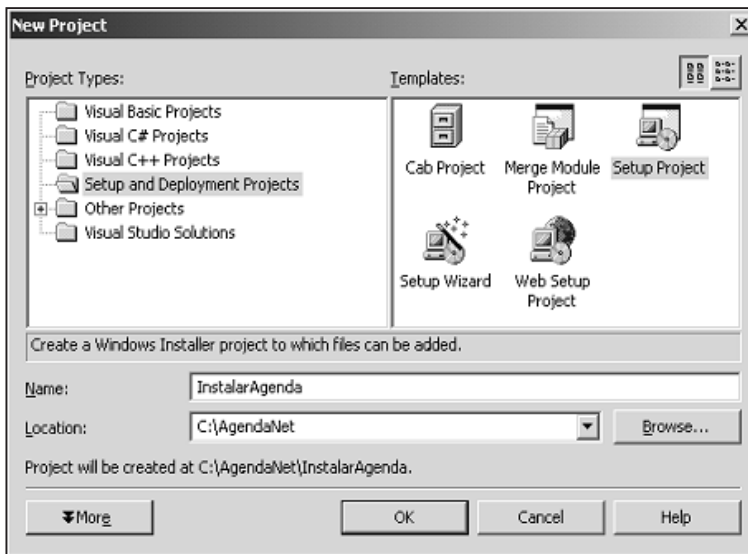 New Project
Project Types:
Templates:
Visual Basic Projects
Visual C# Projects
Visual C++ Projects
Setup and Deployment Projects
Other Projects
Visual Studio Solutions
Cab Project
Merge Module
Project
Setup Project
Setup Wizard
Web Setup
Project
Create a Windows Installer project to which files can be added.
Name:
InstalarAgenda
Location:
C:\AgendaNet
Browse...
Project will be created at C:\AgendaNet\InstalarAgenda.
More
OK
Cancel
Help